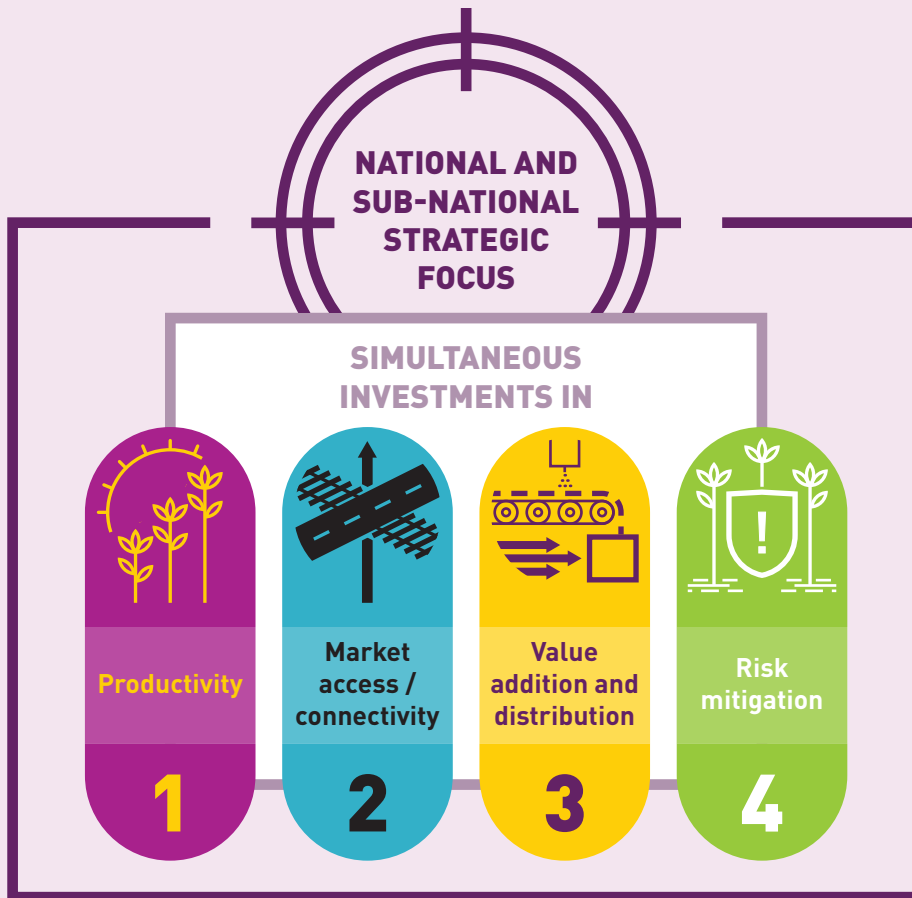 NATIONAL AND
SUB-NATIONAL
STRATEGIC
FOCUS
SIMULTANEOUS
INVESTMENTS IN
Productivity
1
Market
access /
connectivity
2
Value
addition and
distribution
3
!
Risk
mitigation
4